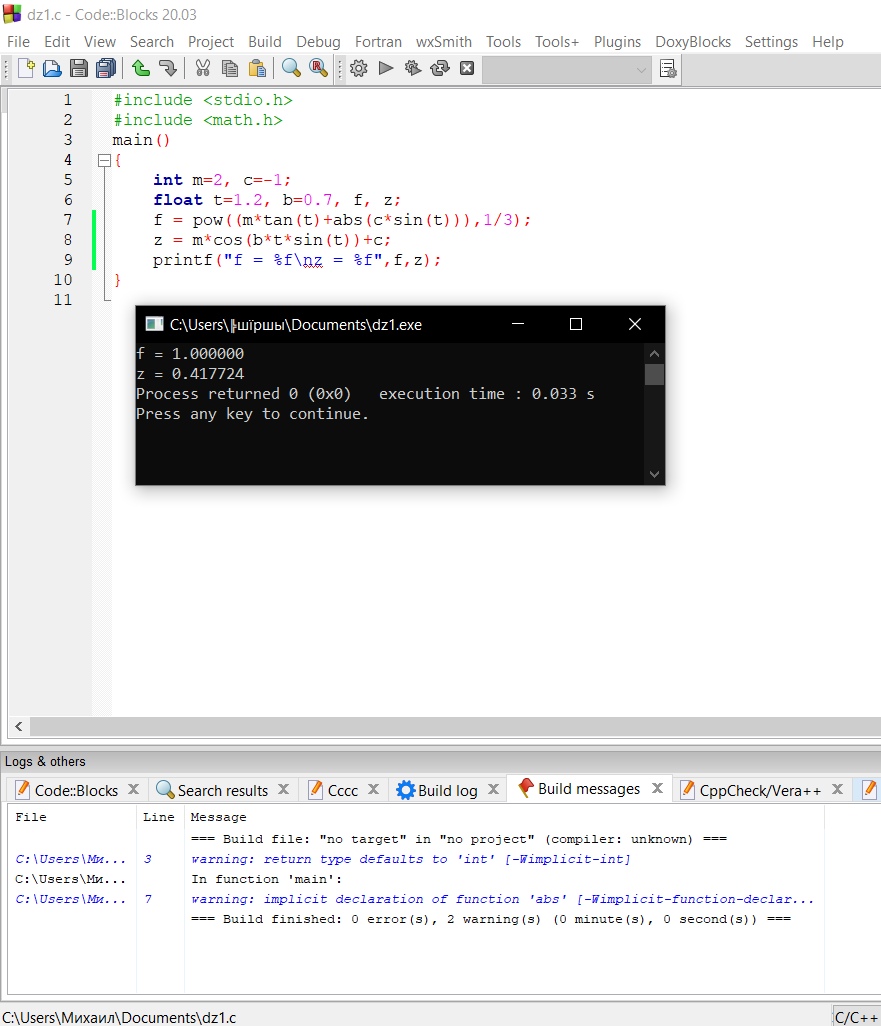 dz1.c - Code::Blocks 20.03
File Edit View Search Project Build Debug Fortran wxSmith Tools Tools+ Plugins DoxyBlocks Settings Help
1 #include <stdio.h>
2 #include <math.h>
3 main()
4 {
5 int m=2, c=-1;
6 float t=1.2, b=0.7, f, z;
7 f = pow((m*tan(t)+abs(c*sin(t))),1/3);
8 z = m*cos(b*t*sin(t))+c;
9 printf("f = %f\nz = %f",f,z);
10 }
11
C:\Users\╠шїршы\Documents\dz1.exe
f = 1.000000
z = 0.417724
Process returned 0 (0x0) execution time : 0.033 s
Press any key to continue.
Logs & others
Code::Blocks Search results Cccc Build log Build messages CppCheck/Vera++
File Line Message
=== Build file: "no target" in "no project" (compiler: unknown) ===
C:\Users\Ми... 3 warning: return type defaults to 'int' [-Wimplicit-int]
C:\Users\Ми... In function 'main':
C:\Users\Ми... 7 warning: implicit declaration of function 'abs' [-Wimplicit-function-declar...
=== Build finished: 0 error(s), 2 warning(s) (0 minute(s), 0 second(s)) ===
C:\Users\Михаил\Documents\dz1.c C/C++